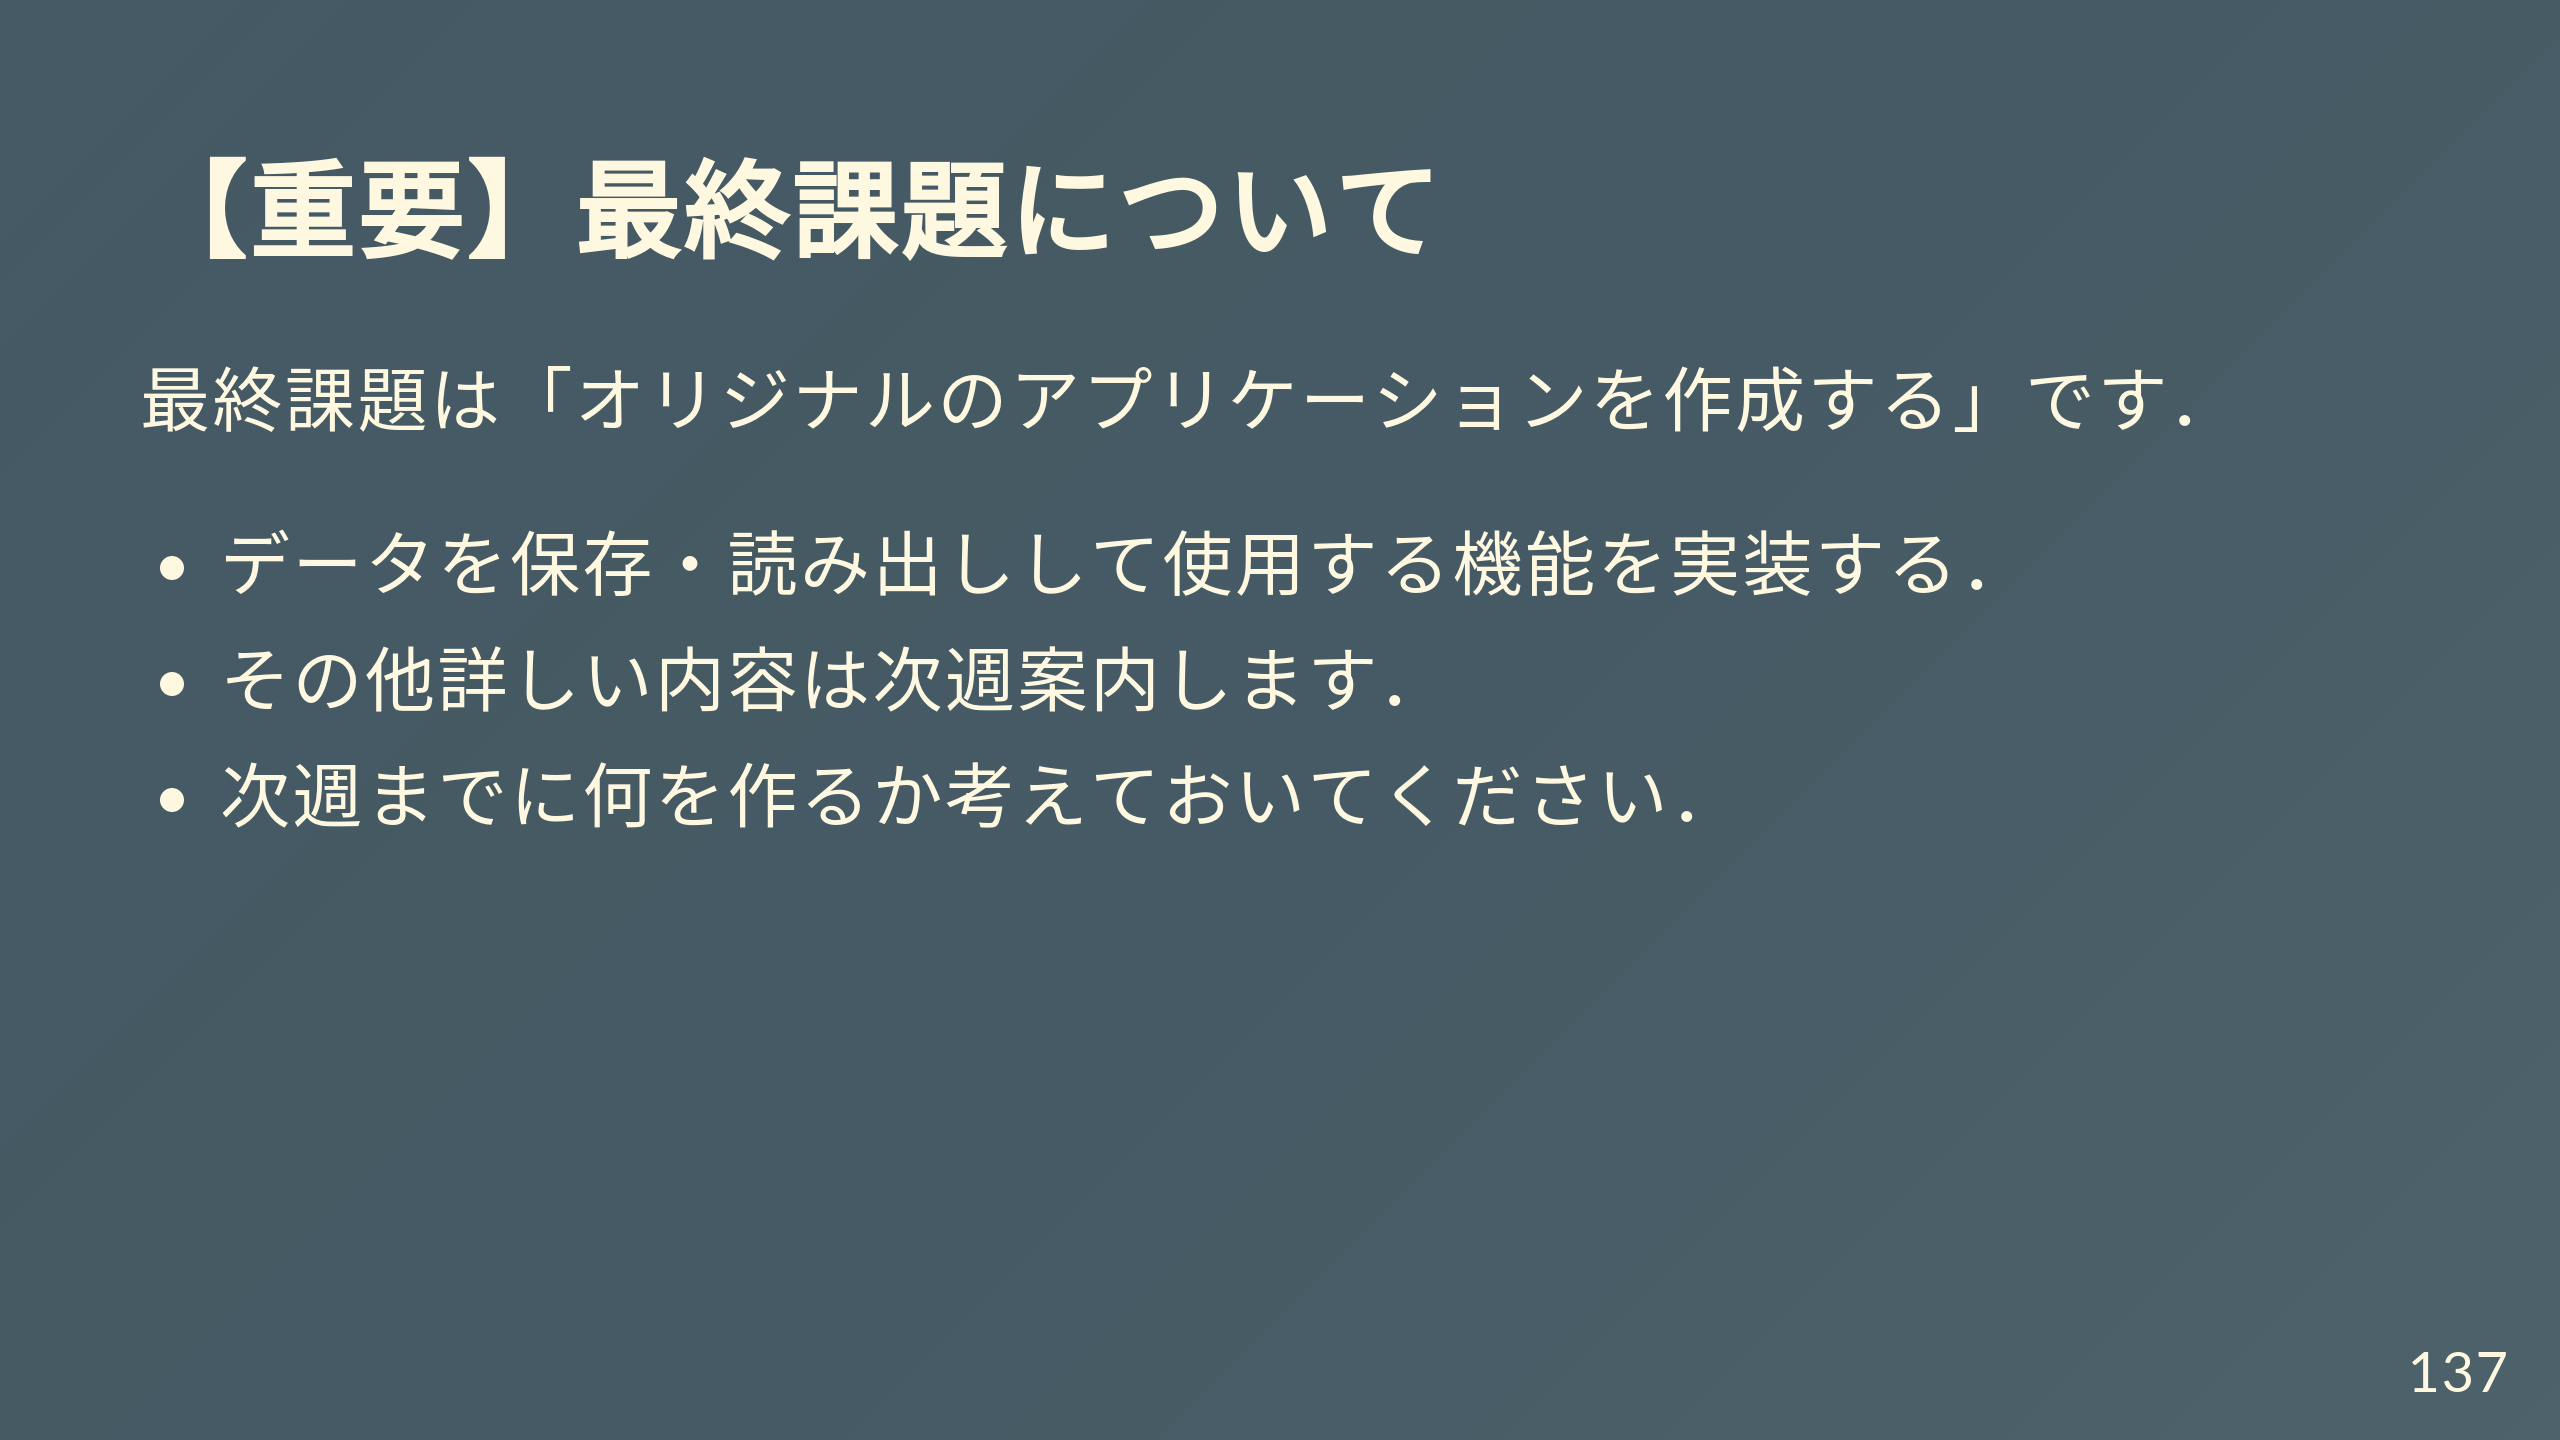 【重要】最終課題について
最終課題は「オリジナルのアプリケーションを作成する」です．
• データを保存・読み出しして使用する機能を実装する．
• その他詳しい内容は次週案内します．
• 次週までに何を作るか考えておいてください．
137